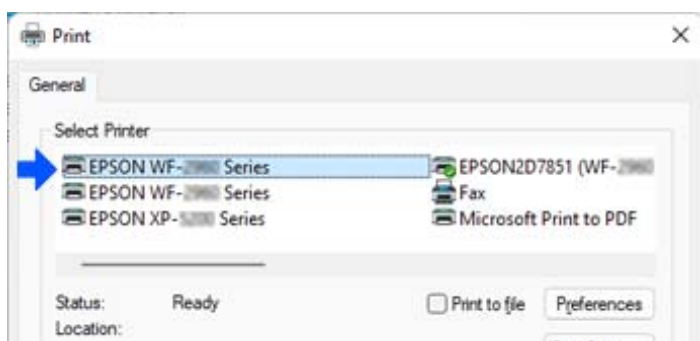 Print
General
Select Printer
EPSON WF- Series
EPSON2D7851 (WF-
EPSON WF- Series
Fax
EPSON XP- Series
Microsoft Print to PDF
Status: Ready
Print to file
Preferences
Location: